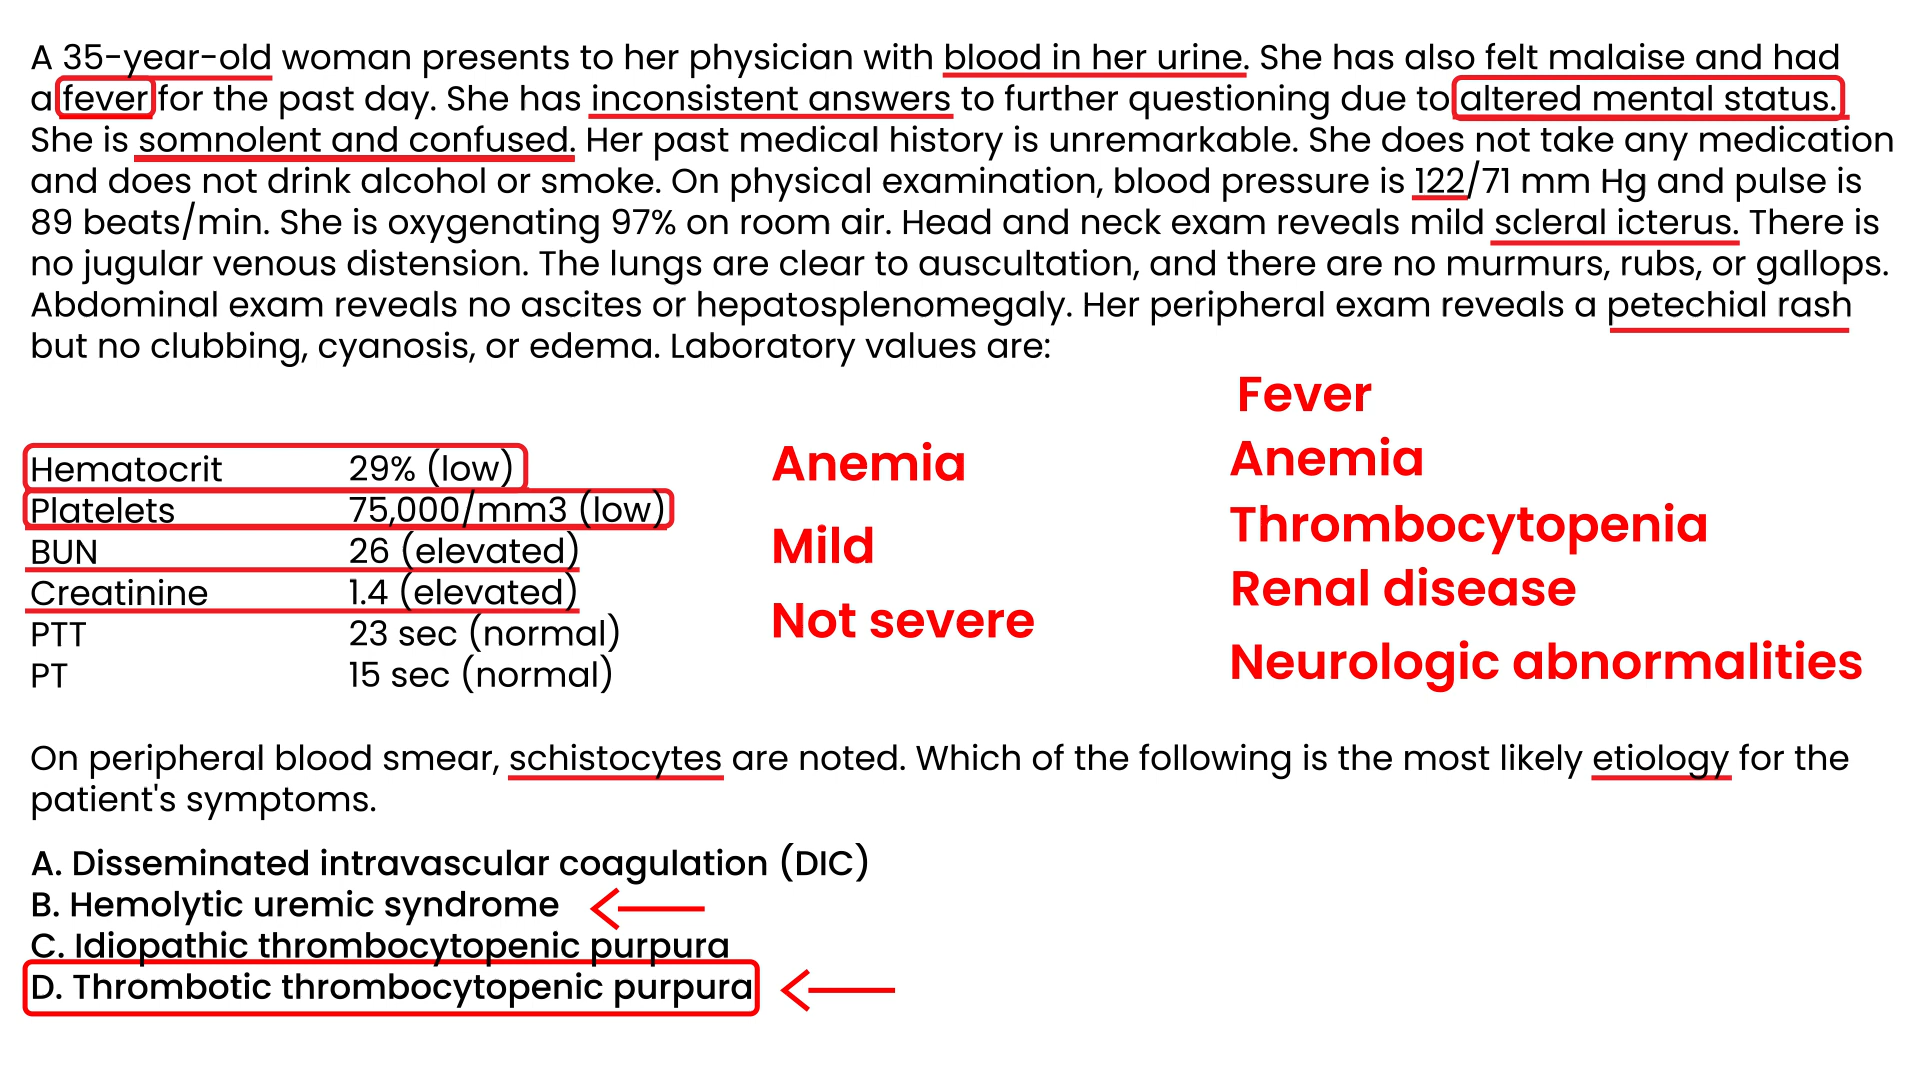 A 35-year-old woman presents to her physician with blood in her urine. She has also felt malaise and had
a fever for the past day. She has inconsistent answers to further questioning due to altered mental status.
She is somnolent and confused. Her past medical history is unremarkable. She does not take any medication
and does not drink alcohol or smoke. On physical examination, blood pressure is 122/71 mm Hg and pulse is
89 beats/min. She is oxygenating 97% on room air. Head and neck exam reveals mild scleral icterus. There is
no jugular venous distension. The lungs are clear to auscultation, and there are no murmurs, rubs, or gallops.
Abdominal exam reveals no ascites or hepatosplenomegaly. Her peripheral exam reveals a petechial rash
but no clubbing, cyanosis, or edema. Laboratory values are:
Hematocrit 29% (low)
Platelets 75,000/mm3 (low)
BUN 26 (elevated)
Creatinine 1.4 (elevated)
PTT 23 sec (normal)
PT 15 sec (normal)
Anemia
Mild
Not severe
Fever
Anemia
Thrombocytopenia
Renal disease
Neurologic abnormalities
On peripheral blood smear, schistocytes are noted. Which of the following is the most likely etiology for the
patient's symptoms.
A. Disseminated intravascular coagulation (DIC)
B. Hemolytic uremic syndrome
C. Idiopathic thrombocytopenic purpura
D. Thrombotic thrombocytopenic purpura